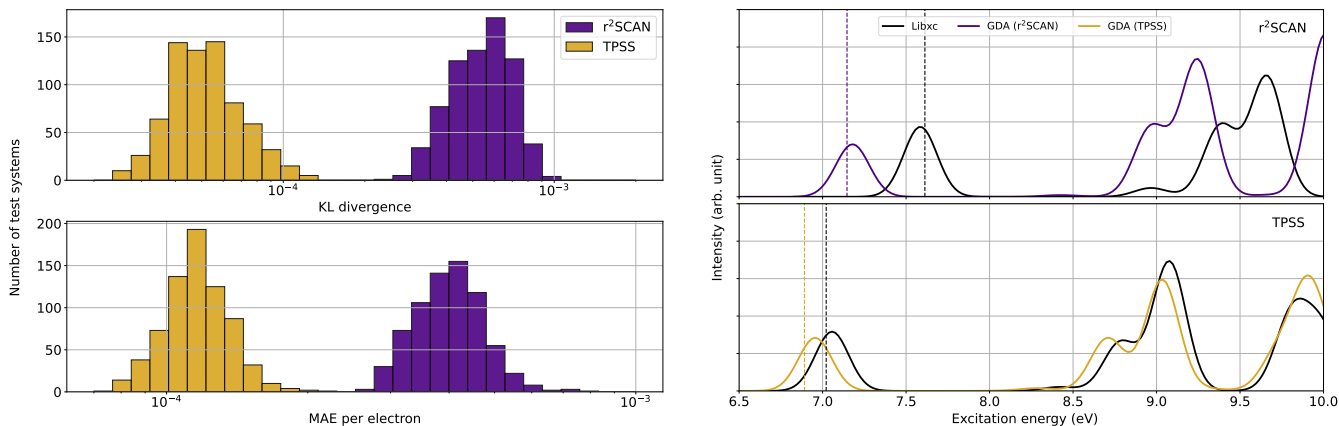 Number of test systems
150
100
50
0
r²SCAN
TPSS
10⁻⁴
10⁻³
KL divergence
200
150
100
50
0
10⁻⁴
10⁻³
MAE per electron
Intensity (arb. unit)
Libxc
GDA (r²SCAN)
GDA (TPSS)
r²SCAN
TPSS
6.5 7.0 7.5 8.0 8.5 9.0 9.5 10.0
Excitation energy (eV)